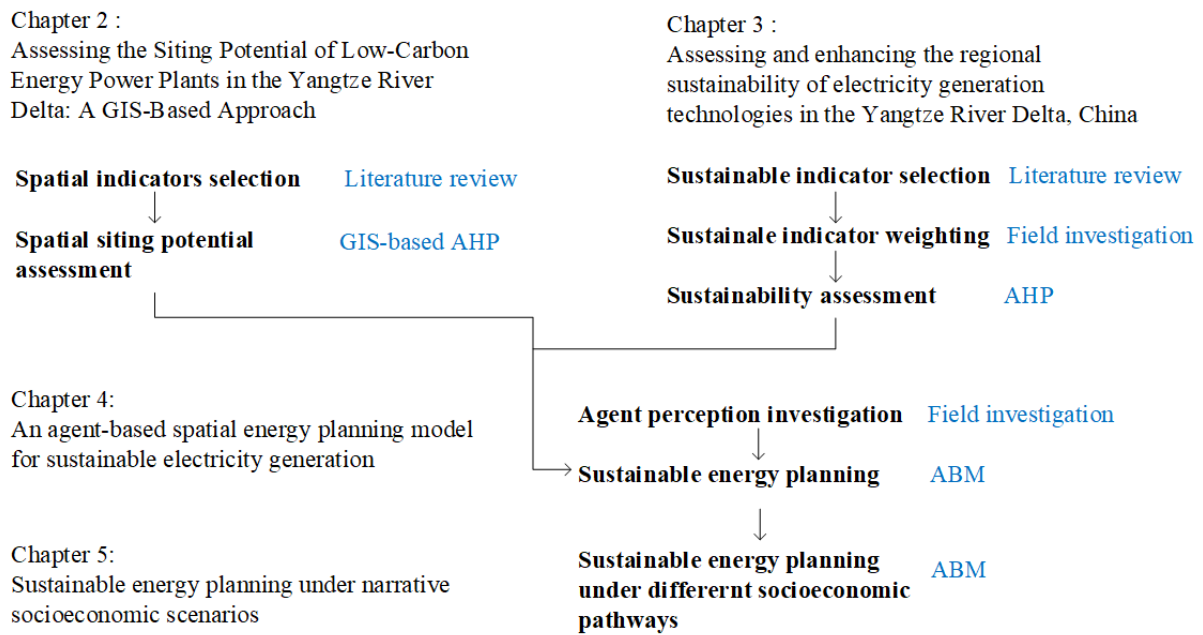 Chapter 2 :
Assessing the Siting Potential of Low-Carbon
Energy Power Plants in the Yangtze River
Delta: A GIS-Based Approach
Spatial indicators selection Literature review
Spatial siting potential GIS-based AHP
assessment
Chapter 3 :
Assessing and enhancing the regional
sustainability of electricity generation
technologies in the Yangtze River Delta, China
Sustainable indicator selection Literature review
Sustainale indicator weighting Field investigation
Sustainability assessment AHP
Chapter 4:
An agent-based spatial energy planning model
for sustainable electricity generation
Agent perception investigation Field investigation
Sustainable energy planning ABM
Chapter 5:
Sustainable energy planning under narrative
socioeconomic scenarios
Sustainable energy planning ABM
under differernt socioeconomic
pathways